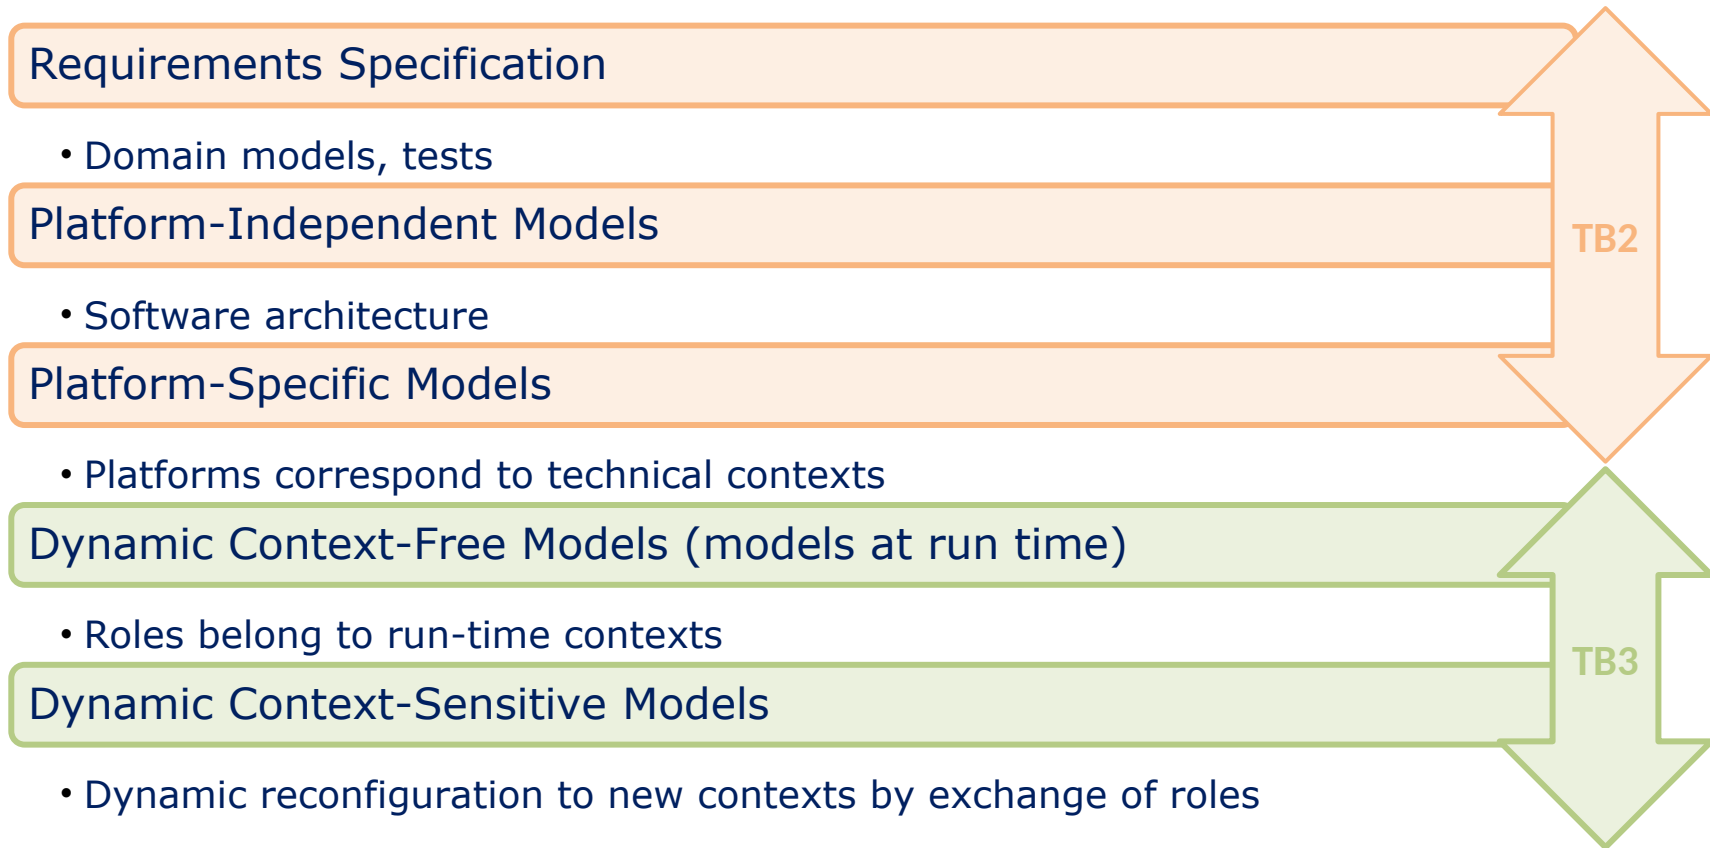 Requirements Specification
• Domain models, tests
Platform-Independent Models
TB2
• Software architecture
Platform-Specific Models
• Platforms correspond to technical contexts
Dynamic Context-Free Models (models at run time)
• Roles belong to run-time contexts
TB3
Dynamic Context-Sensitive Models
• Dynamic reconfiguration to new contexts by exchange of roles